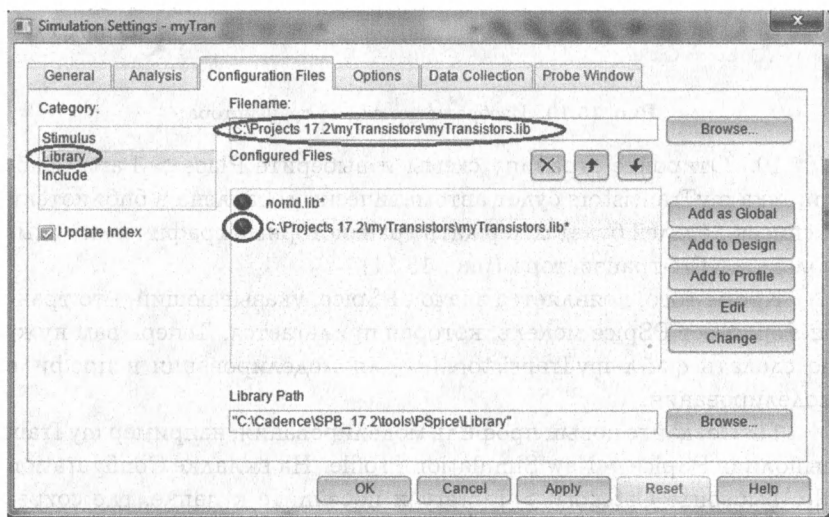 Simulation Settings - myTran
General Analysis Configuration Files Options Data Collection Probe Window
Category:
Stimulus
Library
Include
Update Index
Filename:
C:\Projects 17.2\myTransistors\myTransistors.lib
Browse...
Configured Files
nomd.lib*
C:\Projects 17.2\myTransistors\myTransistors.lib*
Add as Global
Add to Design
Add to Profile
Edit
Change
Library Path
"C:\Cadence\SPB_17.2\tools\PSpice\Library"
Browse...
OK Cancel Apply Reset Help